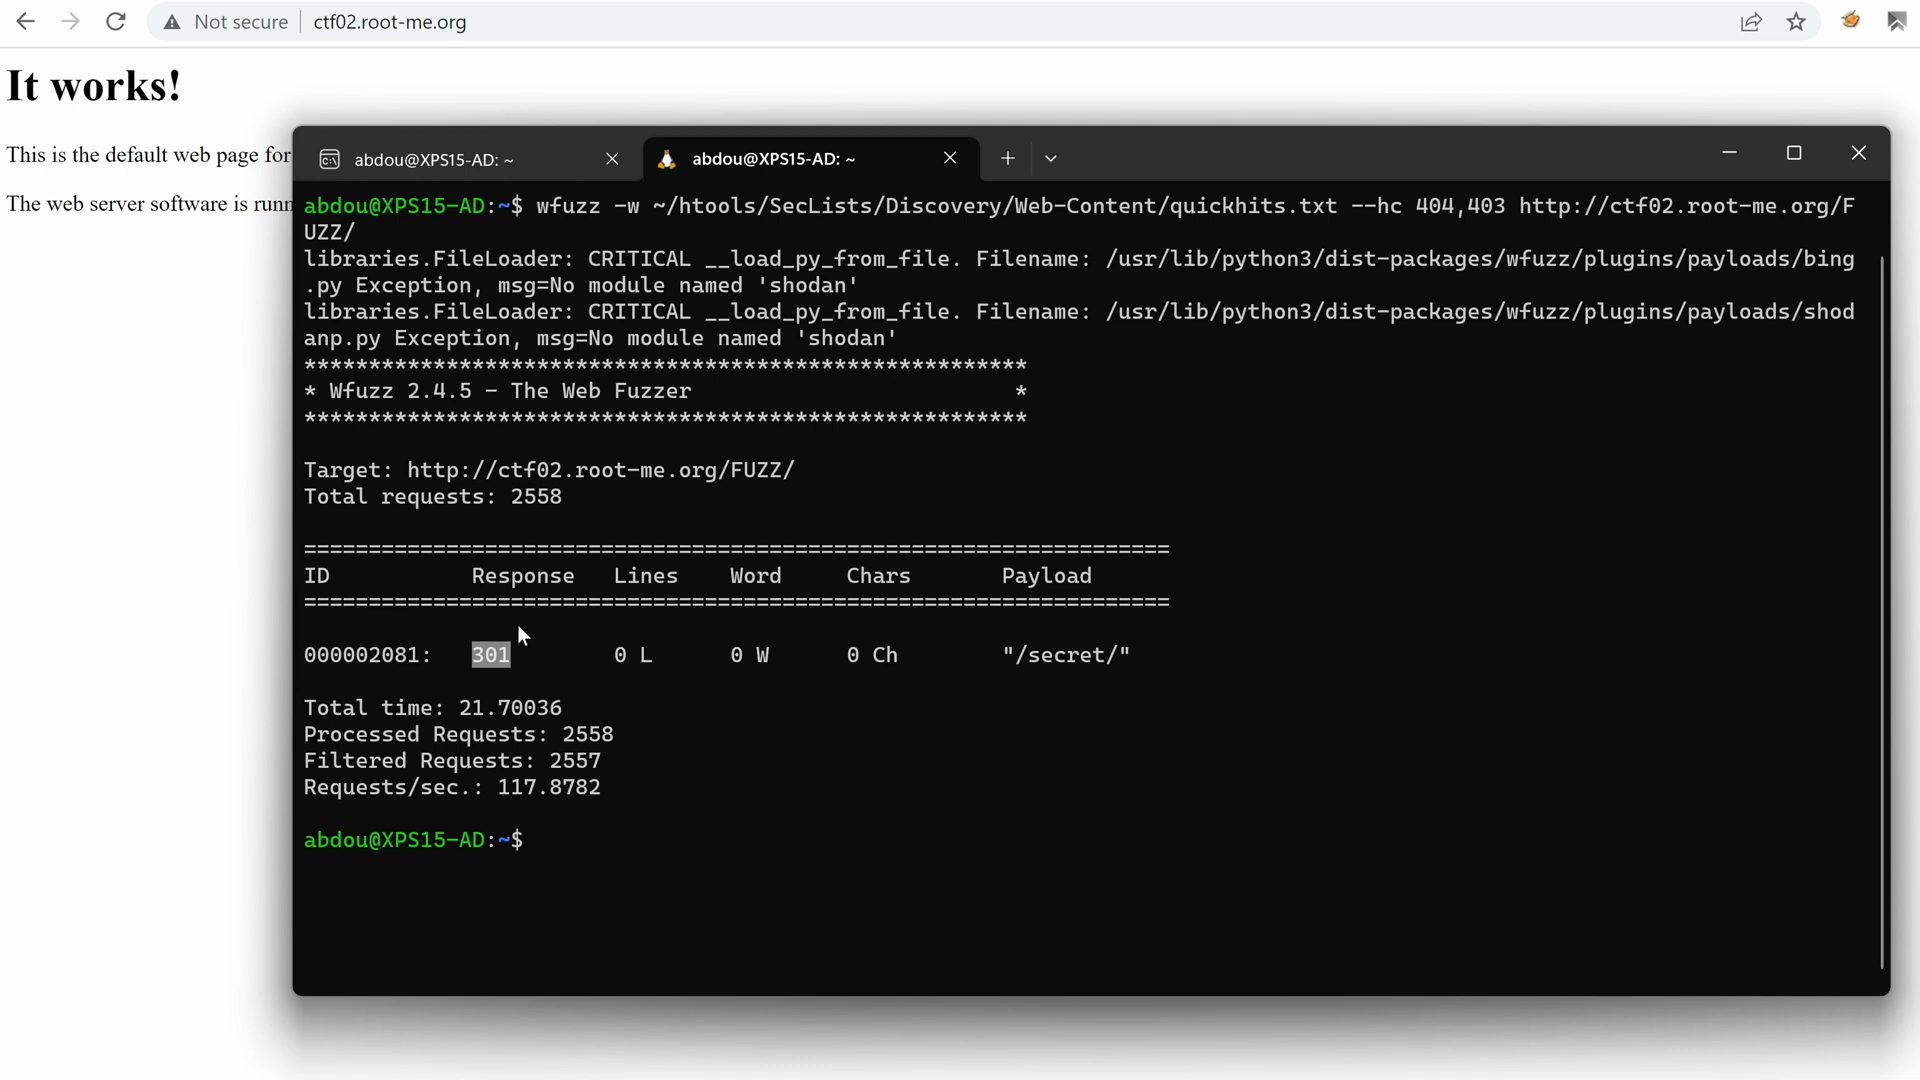 Not secure ctf02.root-me.org
It works!
This is the default web page for
The web server software is runn
abdou@XPS15-AD: ~
abdou@XPS15-AD: ~
abdou@XPS15-AD:~$ wfuzz -w ~/htools/SecLists/Discovery/Web-Content/quickhits.txt --hc 404,403 http://ctf02.root-me.org/F
UZZ/
libraries.FileLoader: CRITICAL __load_py_from_file. Filename: /usr/lib/python3/dist-packages/wfuzz/plugins/payloads/bing
.py Exception, msg=No module named 'shodan'
libraries.FileLoader: CRITICAL __load_py_from_file. Filename: /usr/lib/python3/dist-packages/wfuzz/plugins/payloads/shod
anp.py Exception, msg=No module named 'shodan'
********************************************************
* Wfuzz 2.4.5 - The Web Fuzzer                         *
********************************************************
Target: http://ctf02.root-me.org/FUZZ/
Total requests: 2558
===================================================================
ID           Response   Lines    Word     Chars       Payload
===================================================================
000002081:   301        0 L      0 W      0 Ch        "/secret/"
Total time: 21.70036
Processed Requests: 2558
Filtered Requests: 2557
Requests/sec.: 117.8782
abdou@XPS15-AD:~$